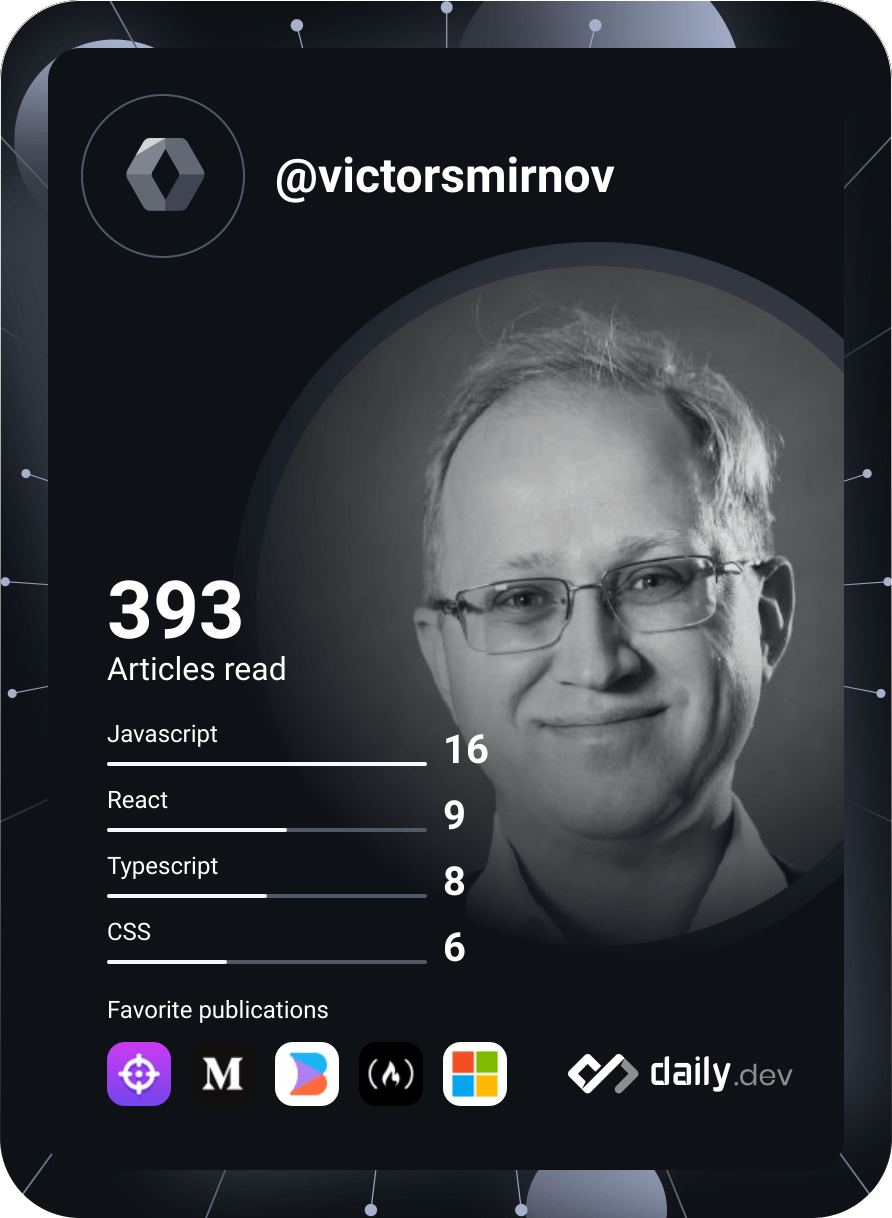 @victorsmirnov
393
Articles read
Javascript
16
React
9
Typescript
8
CSS
6
Favorite publications
M
daily.dev